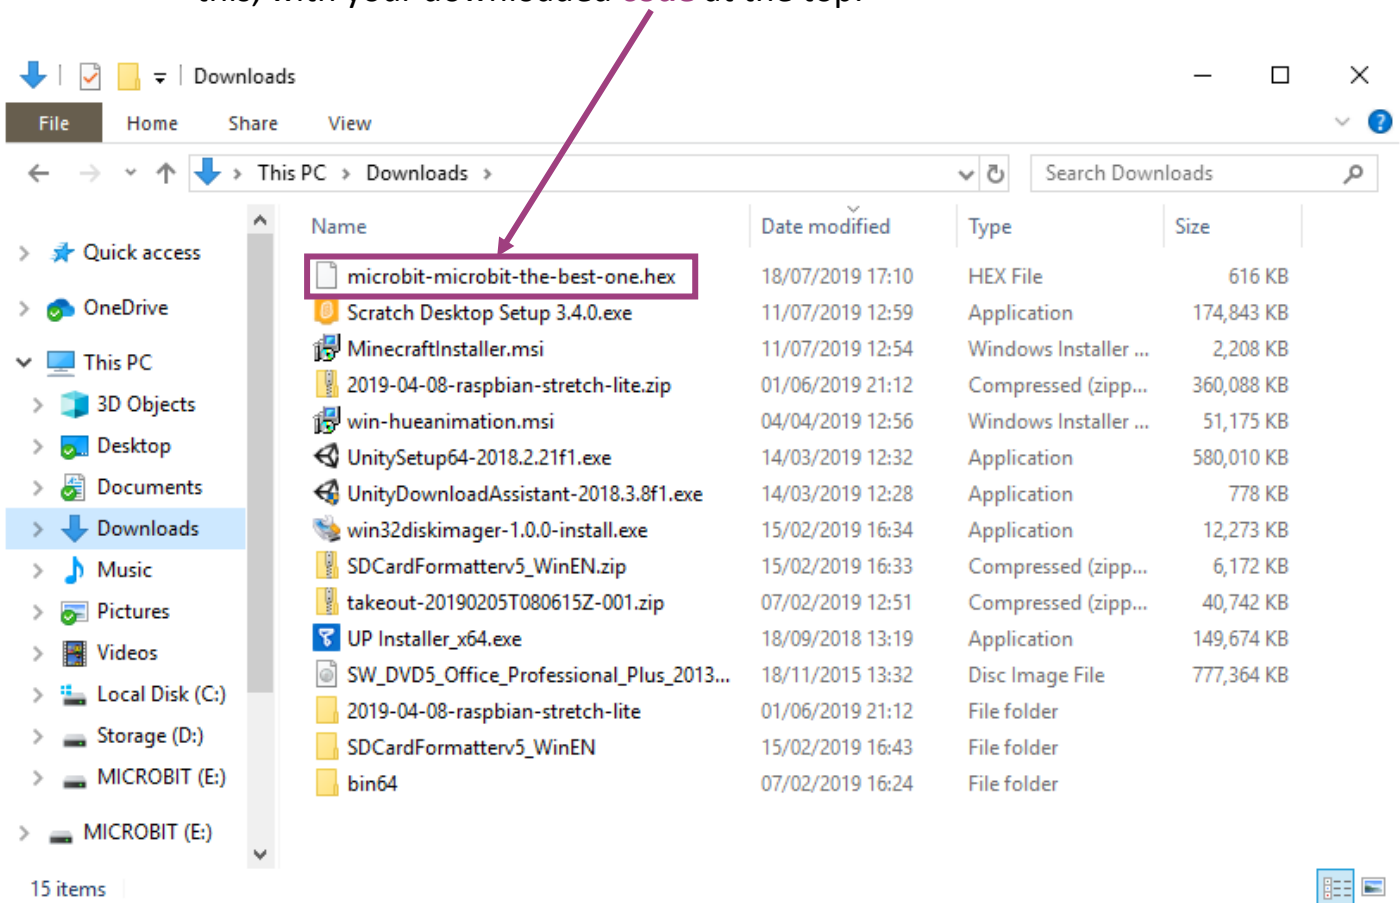 this, with your downloaded code at the top.
Downloads
File Home Share View
This PC > Downloads > Search Downloads
Name Date modified Type Size
Quick access
OneDrive
This PC
3D Objects
Desktop
Documents
Downloads
Music
Pictures
Videos
Local Disk (C:)
Storage (D:)
MICROBIT (E:)
MICROBIT (E:)
microbit-microbit-the-best-one.hex 18/07/2019 17:10 HEX File 616 KB
Scratch Desktop Setup 3.4.0.exe 11/07/2019 12:59 Application 174,843 KB
MinecraftInstaller.msi 11/07/2019 12:54 Windows Installer ... 2,208 KB
2019-04-08-raspbian-stretch-lite.zip 01/06/2019 21:12 Compressed (zipp... 360,088 KB
win-hueanimation.msi 04/04/2019 12:56 Windows Installer ... 51,175 KB
UnitySetup64-2018.2.21f1.exe 14/03/2019 12:32 Application 580,010 KB
UnityDownloadAssistant-2018.3.8f1.exe 14/03/2019 12:28 Application 778 KB
win32diskimager-1.0.0-install.exe 15/02/2019 16:34 Application 12,273 KB
SDCardFormatterv5_WinEN.zip 15/02/2019 16:33 Compressed (zipp... 6,172 KB
takeout-20190205T080615Z-001.zip 07/02/2019 12:51 Compressed (zipp... 40,742 KB
UP Installer_x64.exe 18/09/2018 13:19 Application 149,674 KB
SW_DVD5_Office_Professional_Plus_2013... 18/11/2015 13:32 Disc Image File 777,364 KB
2019-04-08-raspbian-stretch-lite 01/06/2019 21:12 File folder
SDCardFormatterv5_WinEN 15/02/2019 16:43 File folder
bin64 07/02/2019 16:24 File folder
15 items